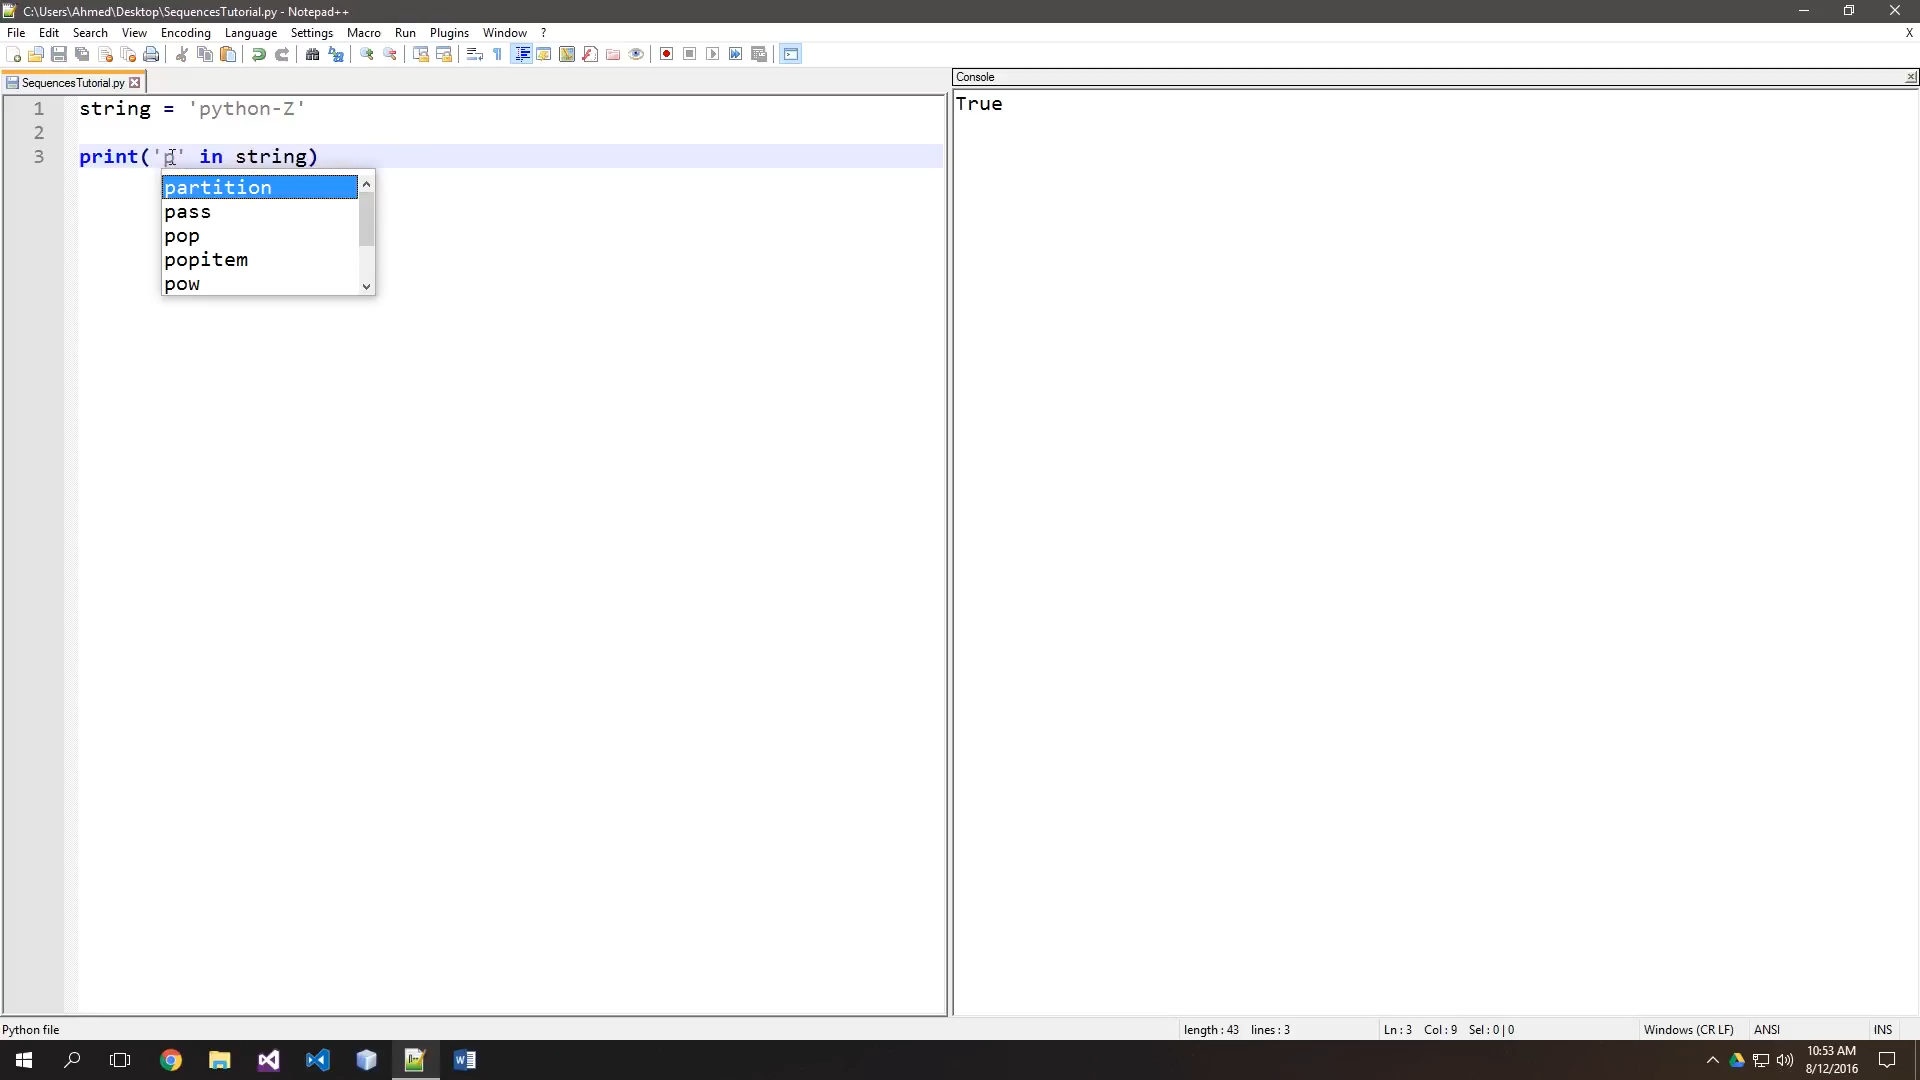 C:\Users\Ahmed\Desktop\SequencesTutorial.py - Notepad++
File Edit Search View Encoding Language Settings Macro Run Plugins Window ? X
SequencesTutorial.py
Console
1 string = 'python-Z'
2
3 print('p' in string)
partition
pass
pop
popitem
pow
True
Python file length : 43 lines : 3 Ln : 3 Col : 9 Sel : 0 | 0 Windows (CR LF) ANSI INS
10:53 AM
8/12/2016